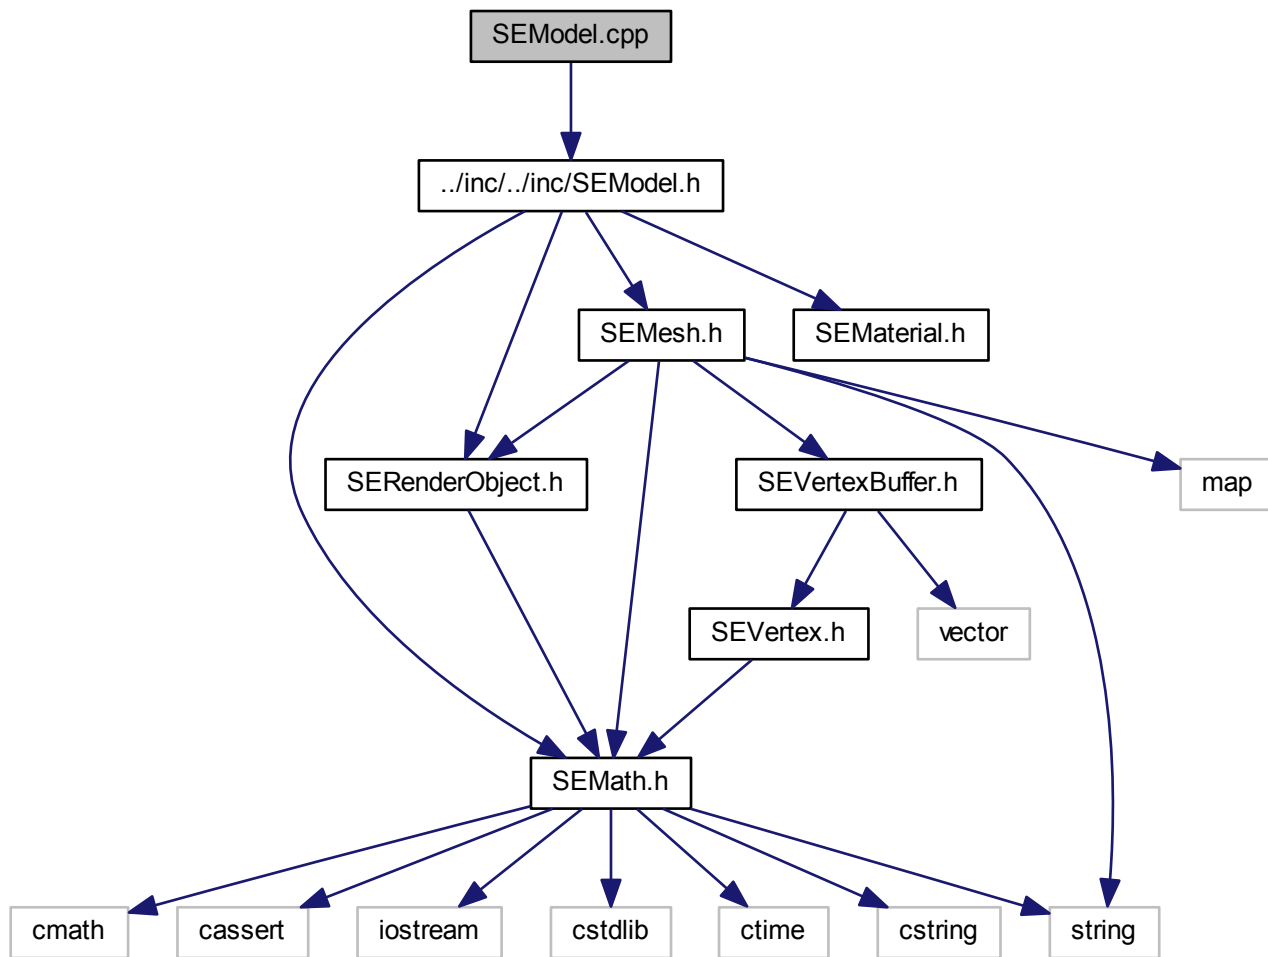 SEModel.cpp
../inc/../inc/SEModel.h
SEMesh.h
SEMaterial.h
SERenderObject.h
SEVertexBuffer.h
map
SEVertex.h
vector
SEMath.h
cmath
cassert
iostream
cstdlib
ctime
cstring
string